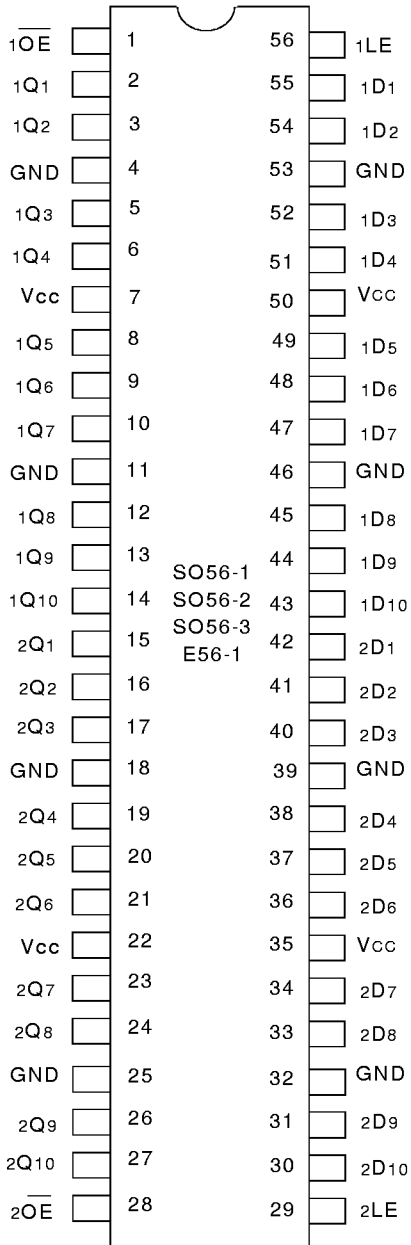 1OE 1 56 1LE
1Q1 2 55 1D1
1Q2 3 54 1D2
GND 4 53 GND
1Q3 5 52 1D3
1Q4 6 51 1D4
Vcc 7 50 Vcc
1Q5 8 49 1D5
1Q6 9 48 1D6
1Q7 10 47 1D7
GND 11 46 GND
1Q8 12 45 1D8
1Q9 13 44 1D9
SO56-1
1Q10 14 SO56-2 43 1D10
SO56-3
2Q1 15 42 2D1
E56-1
2Q2 16 41 2D2
2Q3 17 40 2D3
GND 18 39 GND
2Q4 19 38 2D4
2Q5 20 37 2D5
2Q6 21 36 2D6
Vcc 22 35 Vcc
2Q7 23 34 2D7
2Q8 24 33 2D8
GND 25 32 GND
2Q9 26 31 2D9
2Q10 27 30 2D10
2OE 28 29 2LE